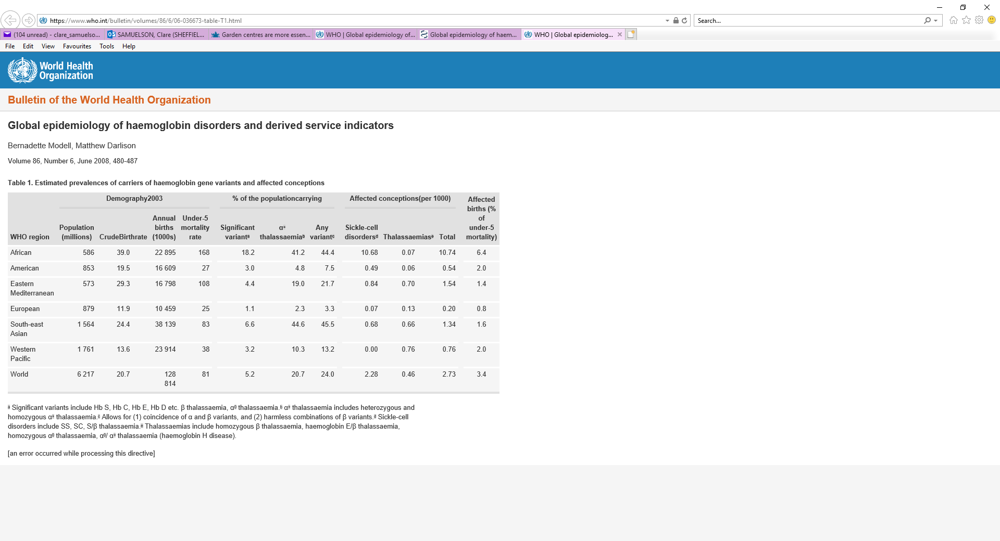 https://www.who.int/bulletin/volumes/86/6/06-036673-table-T1.html
Search...
(104 unread) - clare_samuelso...
SAMUELSON, Clare (SHEFFIEL...
Garden centres are more essen...
WHO | Global epidemiology of...
Global epidemiology of haem...
WHO | Global epidemiolog...
File Edit View Favourites Tools Help
World Health
Organization
Bulletin of the World Health Organization
Global epidemiology of haemoglobin disorders and derived service indicators
Bernadette Modell, Matthew Darlison
Volume 86, Number 6, June 2008, 480-487
Table 1. Estimated prevalences of carriers of haemoglobin gene variants and affected conceptions
Demography2003 % of the populationcarrying Affected conceptions(per 1000) Affected
births (%
Annual Under-5 of
Population births mortality Significant α⁺ Any Sickle-cell under-5
WHO region (millions) CrudeBirthrate (1000s) rate variantᵃ thalassaemiaᵇ variantᶜ disordersᵈ Thalassaemiasᵉ Total mortality)
African 586 39.0 22 895 168 18.2 41.2 44.4 10.68 0.07 10.74 6.4
American 853 19.5 16 609 27 3.0 4.8 7.5 0.49 0.06 0.54 2.0
Eastern 573 29.3 16 798 108 4.4 19.0 21.7 0.84 0.70 1.54 1.4
Mediterranean
European 879 11.9 10 459 25 1.1 2.3 3.3 0.07 0.13 0.20 0.8
South-east 1 564 24.4 38 139 83 6.6 44.6 45.5 0.68 0.66 1.34 1.6
Asian
Western 1 761 13.6 23 914 38 3.2 10.3 13.2 0.00 0.76 0.76 2.0
Pacific
World 6 217 20.7 128 81 5.2 20.7 24.0 2.28 0.46 2.73 3.4
814
ᵃ Significant variants include Hb S, Hb C, Hb E, Hb D etc. β thalassaemia, α⁰ thalassaemia.ᵇ α⁺ thalassaemia includes heterozygous and
homozygous α⁺ thalassaemia.ᶜ Allows for (1) coincidence of α and β variants, and (2) harmless combinations of β variants.ᵈ Sickle-cell
disorders include SS, SC, S/β thalassaemia.ᵉ Thalassaemias include homozygous β thalassaemia, haemoglobin E/β thalassaemia,
homozygous α⁰ thalassaemia, α⁰/ α⁺ thalassaemia (haemoglobin H disease).
[an error occurred while processing this directive]